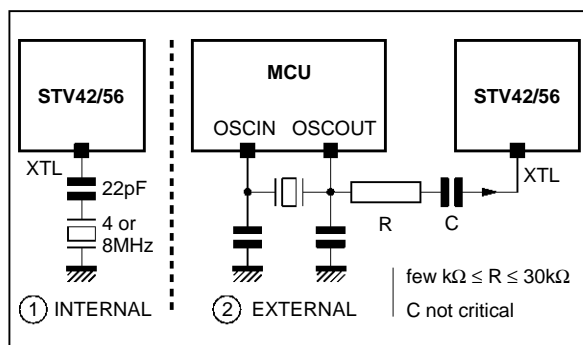 STV42/56
XTL
22pF
4 or
8MHz
① INTERNAL
MCU
OSCIN OSCOUT
R
C
STV42/56
XTL
few kΩ ≤ R ≤ 30kΩ
C not critical
② EXTERNAL